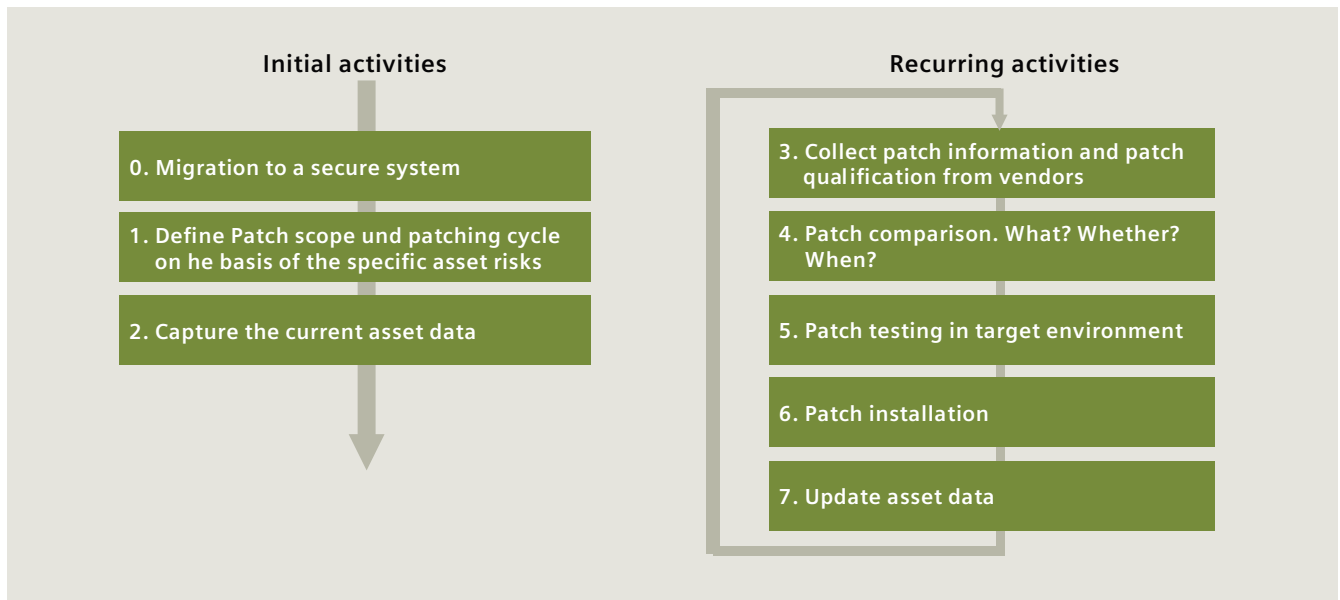 Initial activities
0. Migration to a secure system
1. Define Patch scope und patching cycle
on he basis of the specific asset risks
2. Capture the current asset data
Recurring activities
3. Collect patch information and patch
qualification from vendors
4. Patch comparison. What? Whether?
When?
5. Patch testing in target environment
6. Patch installation
7. Update asset data